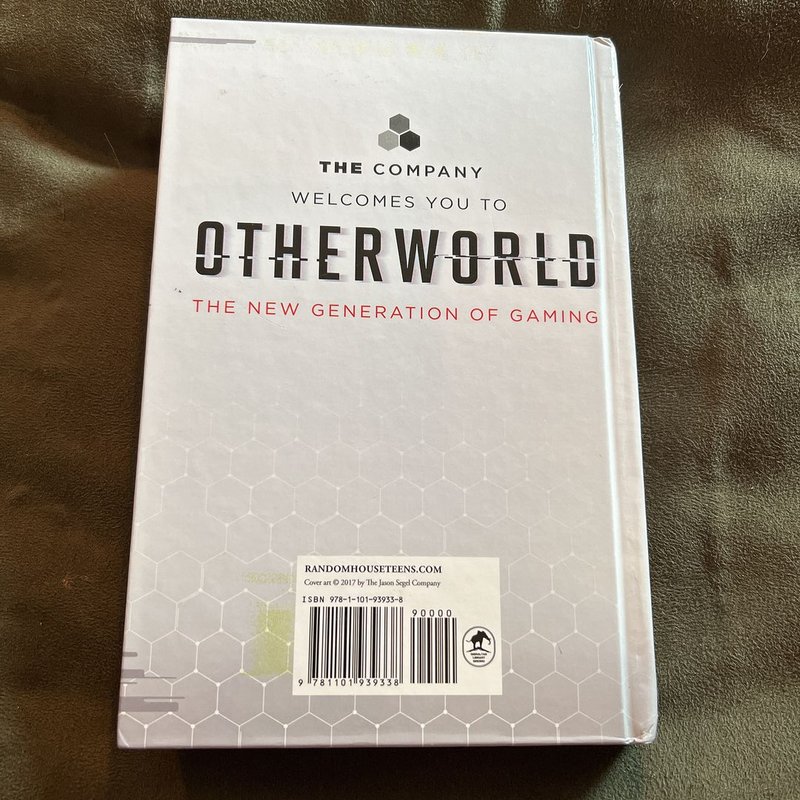 THE COMPANY
WELCOMES YOU TO
OTHERWORLD
THE NEW GENERATION OF GAMING
RANDOMHOUSETEENS.COM
Cover art © 2017 by The Jason Segel Company
ISBN 978-1-101-93933-8
90000
9 781101 939338
LIBRARY